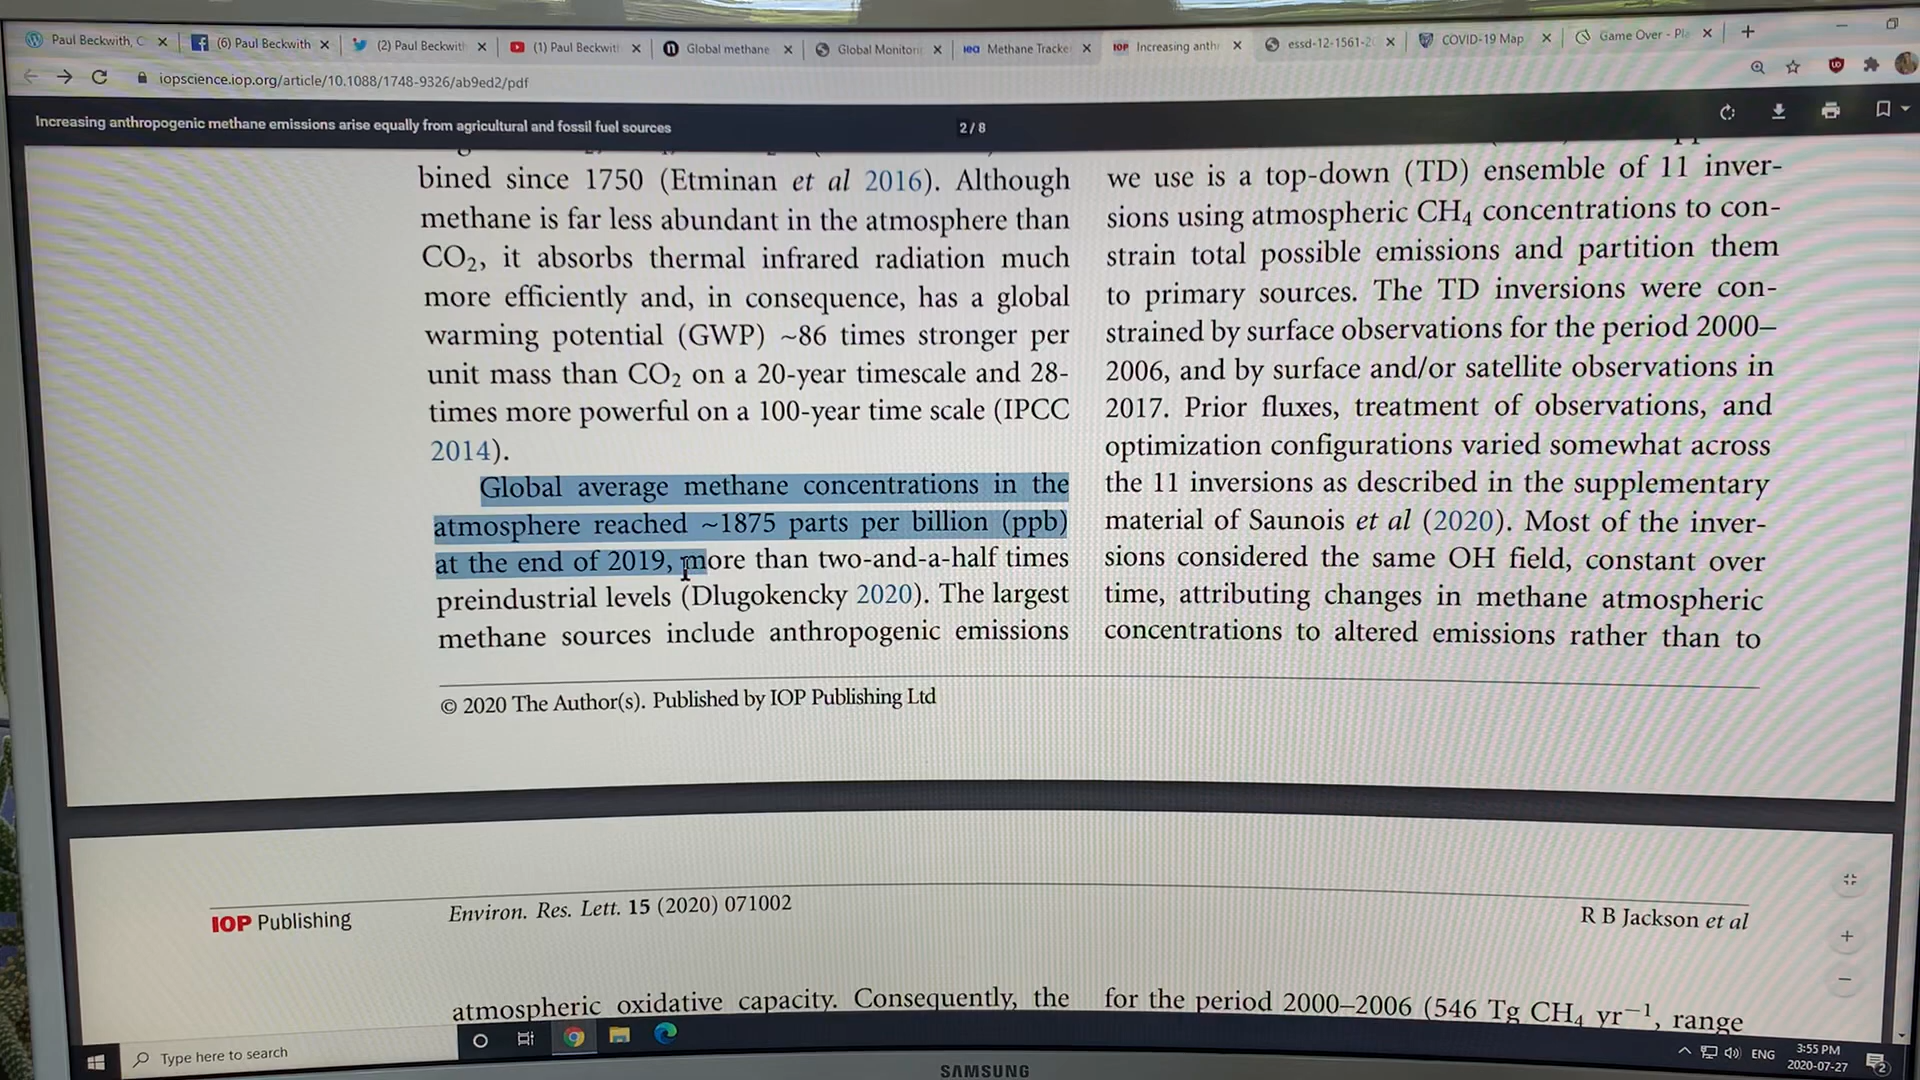 Paul Beckwith, C
(6) Paul Beckwith
(2) Paul Beckwit
(1) Paul Beckwit
Global methane
Global Monitori
iea Methane Tracke
IOP Increasing anthr
essd-12-1561-2
COVID-19 Map
Game Over - Pl
iopscience.iop.org/article/10.1088/1748-9326/ab9ed2/pdf
Increasing anthropogenic methane emissions arise equally from agricultural and fossil fuel sources
2 / 8
bined since 1750 (Etminan et al 2016). Although
methane is far less abundant in the atmosphere than
CO₂, it absorbs thermal infrared radiation much
more efficiently and, in consequence, has a global
warming potential (GWP) ~86 times stronger per
unit mass than CO₂ on a 20-year timescale and 28-
times more powerful on a 100-year time scale (IPCC
2014).
Global average methane concentrations in the
atmosphere reached ~1875 parts per billion (ppb)
at the end of 2019, more than two-and-a-half times
preindustrial levels (Dlugokencky 2020). The largest
methane sources include anthropogenic emissions
we use is a top-down (TD) ensemble of 11 inver-
sions using atmospheric CH₄ concentrations to con-
strain total possible emissions and partition them
to primary sources. The TD inversions were con-
strained by surface observations for the period 2000–
2006, and by surface and/or satellite observations in
2017. Prior fluxes, treatment of observations, and
optimization configurations varied somewhat across
the 11 inversions as described in the supplementary
material of Saunois et al (2020). Most of the inver-
sions considered the same OH field, constant over
time, attributing changes in methane atmospheric
concentrations to altered emissions rather than to
© 2020 The Author(s). Published by IOP Publishing Ltd
IOP Publishing
Environ. Res. Lett. 15 (2020) 071002
R B Jackson et al
atmospheric oxidative capacity. Consequently, the
for the period 2000–2006 (546 Tg CH₄ yr⁻¹, range
Type here to search
ENG
3:55 PM
2020-07-27
2
SAMSUNG